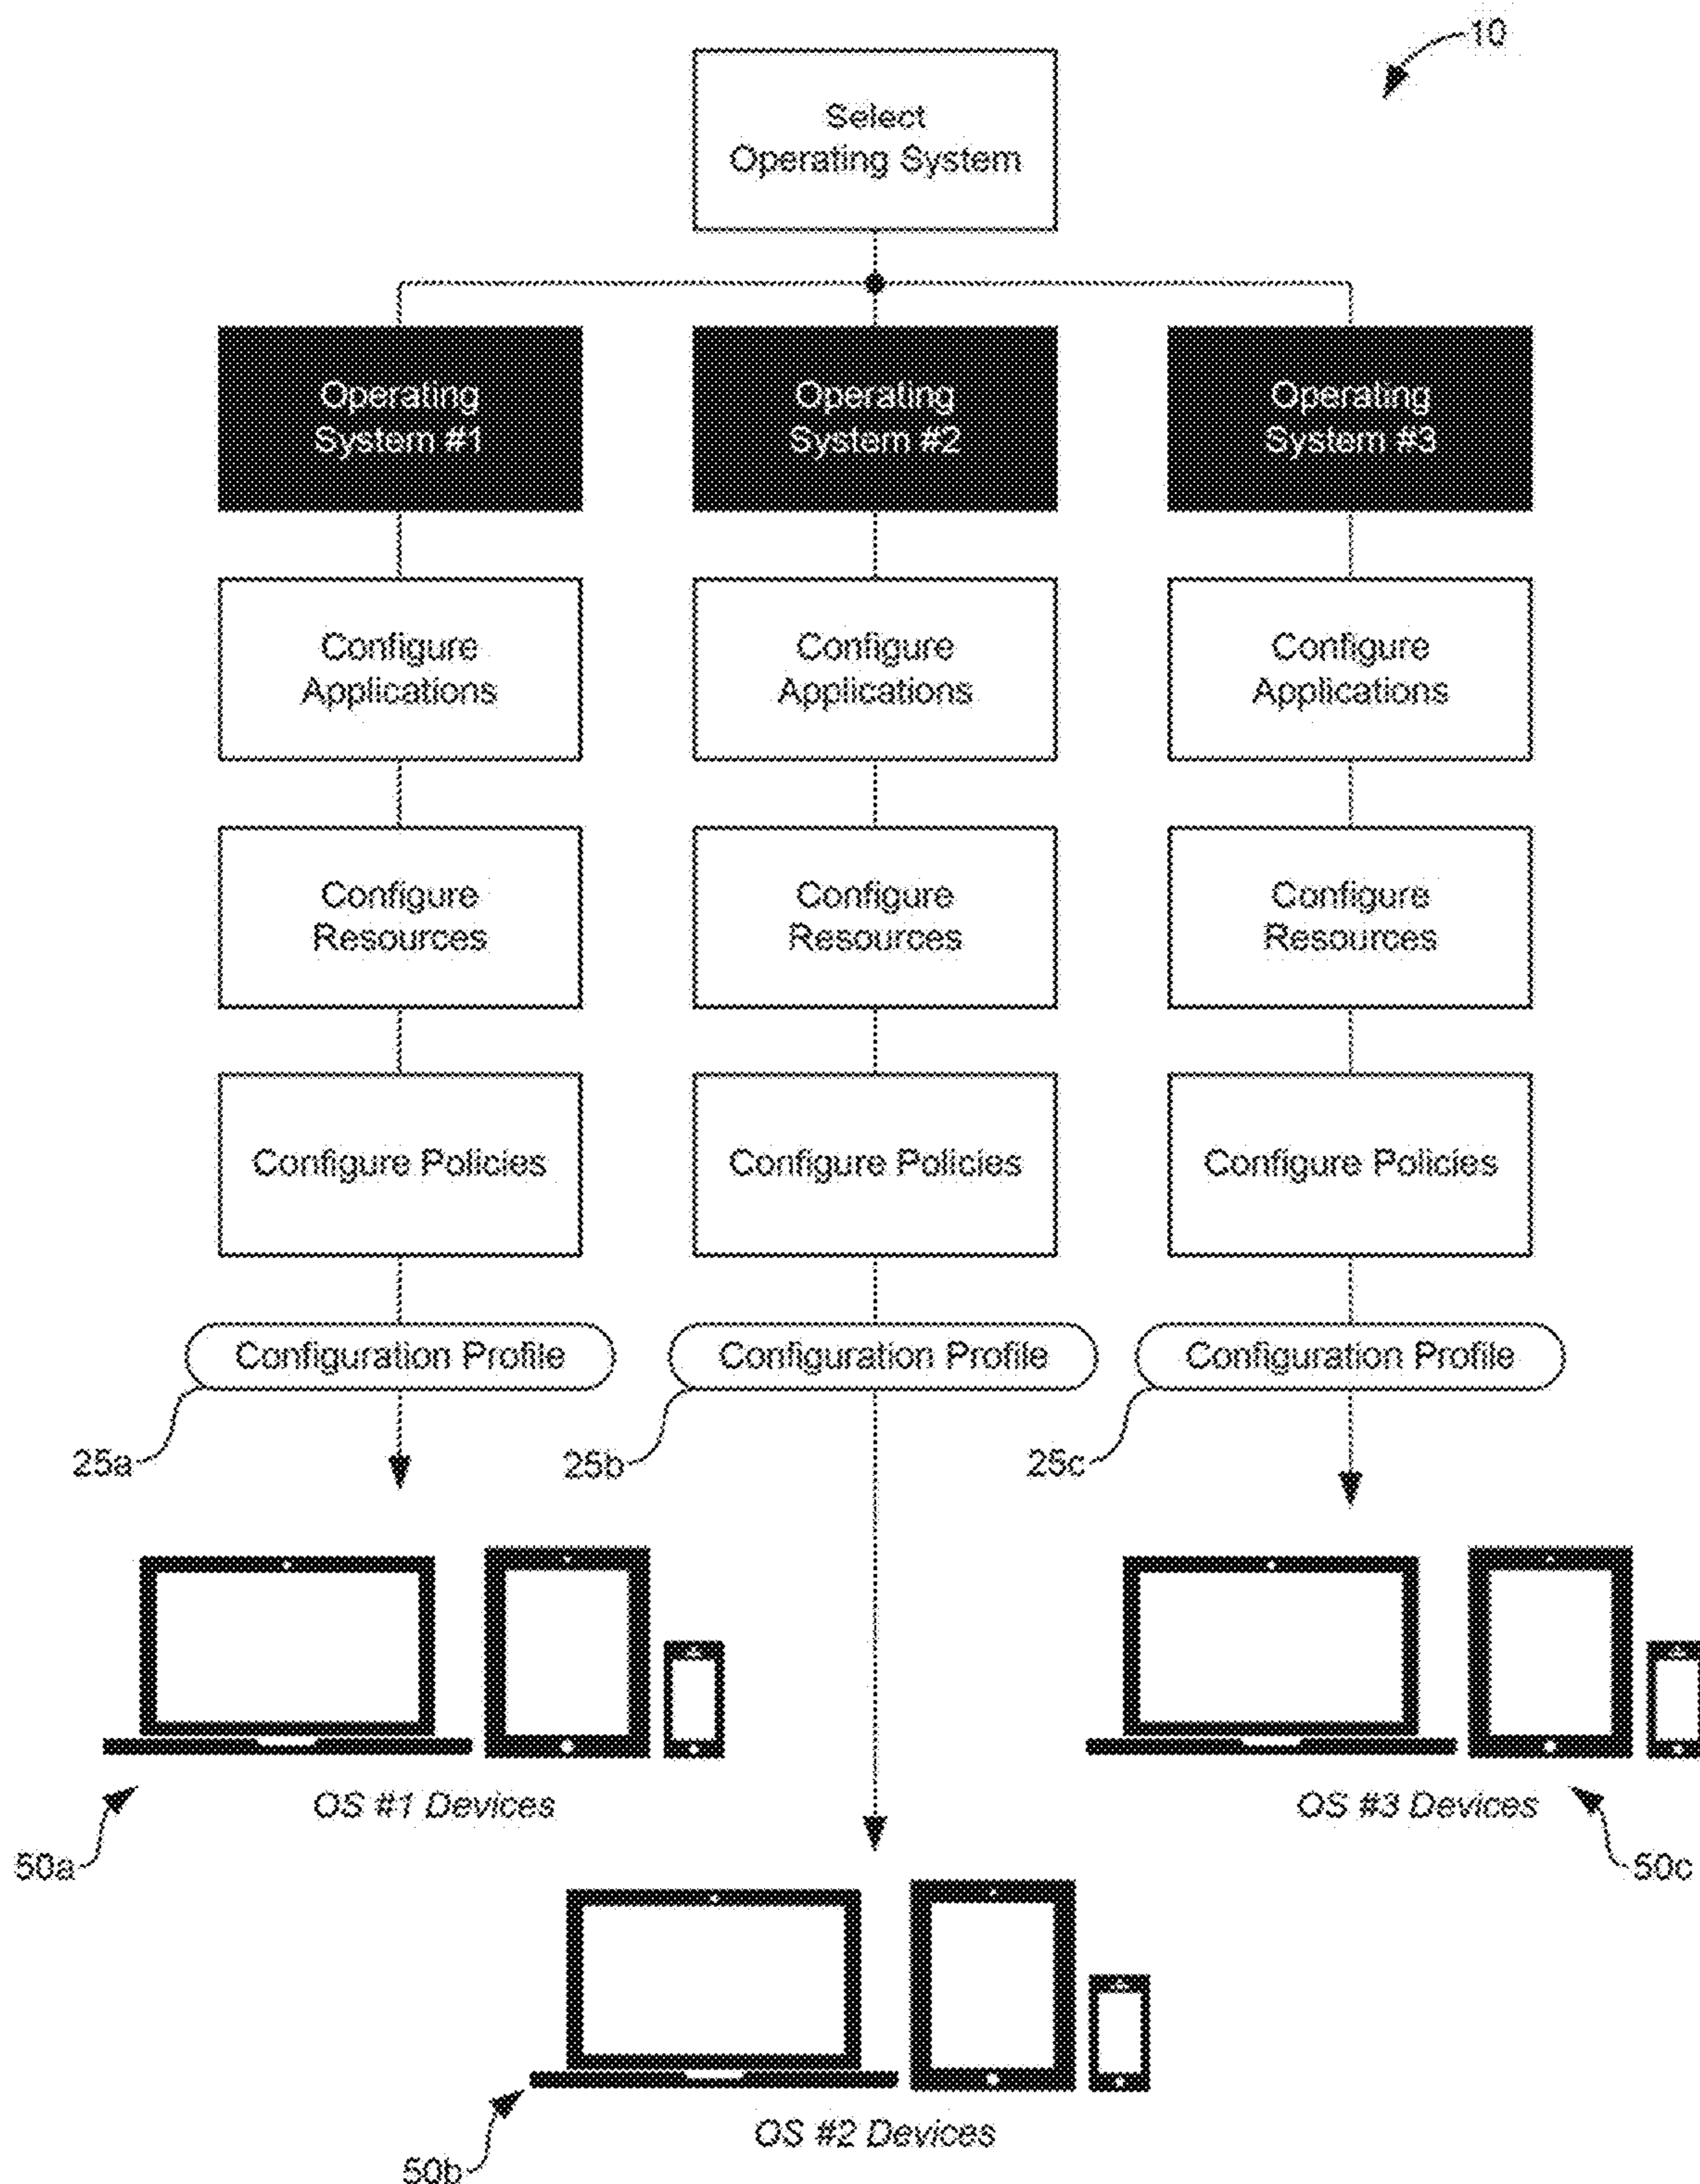 10
Select
Operating System
Operating
System #1
Operating
System #2
Operating
System #3
Configure
Applications
Configure
Applications
Configure
Applications
Configure
Resources
Configure
Resources
Configure
Resources
Configure Policies
Configure Policies
Configure Policies
Configuration Profile
Configuration Profile
Configuration Profile
25a
25b
25c
OS #1 Devices
OS #3 Devices
50a
50c
OS #2 Devices
50b